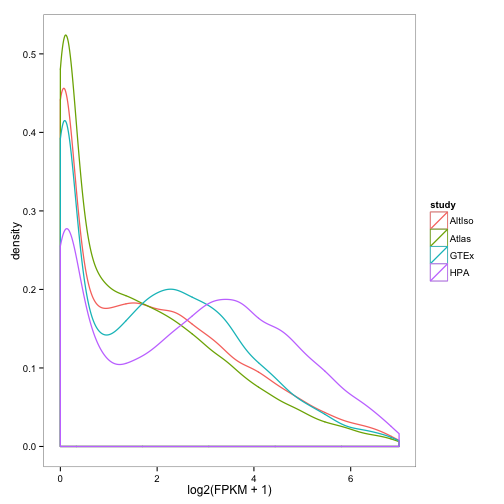 0.5
0.4
0.3
0.2
0.1
0.0
density
0 2 4 6
log2(FPKM + 1)
study
AltIso
Atlas
GTEx
HPA